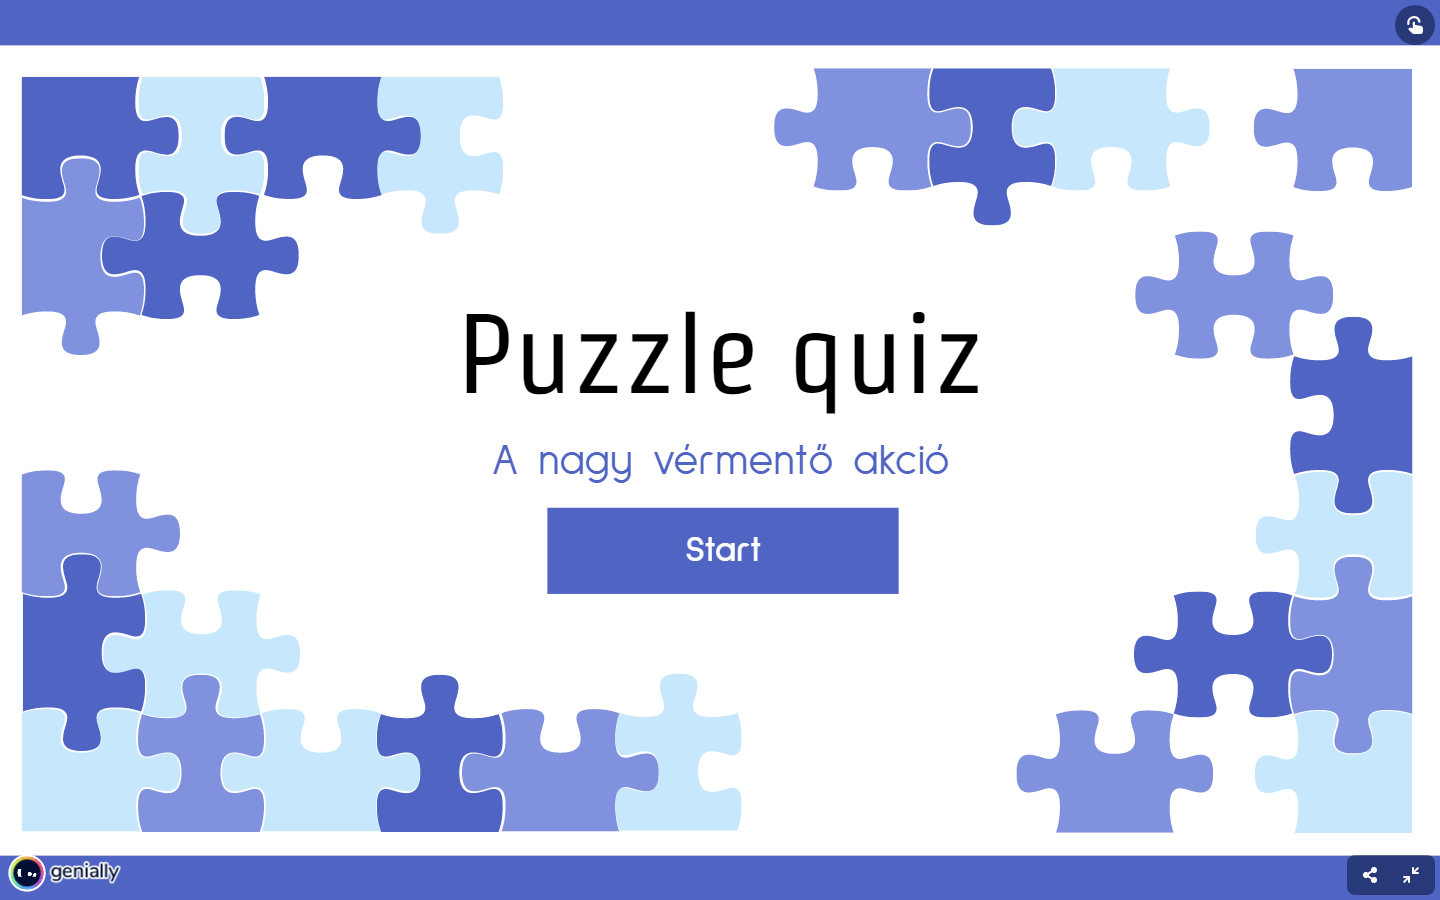 Puzzle quiz
A nagy vérmentő akció
Start
genially